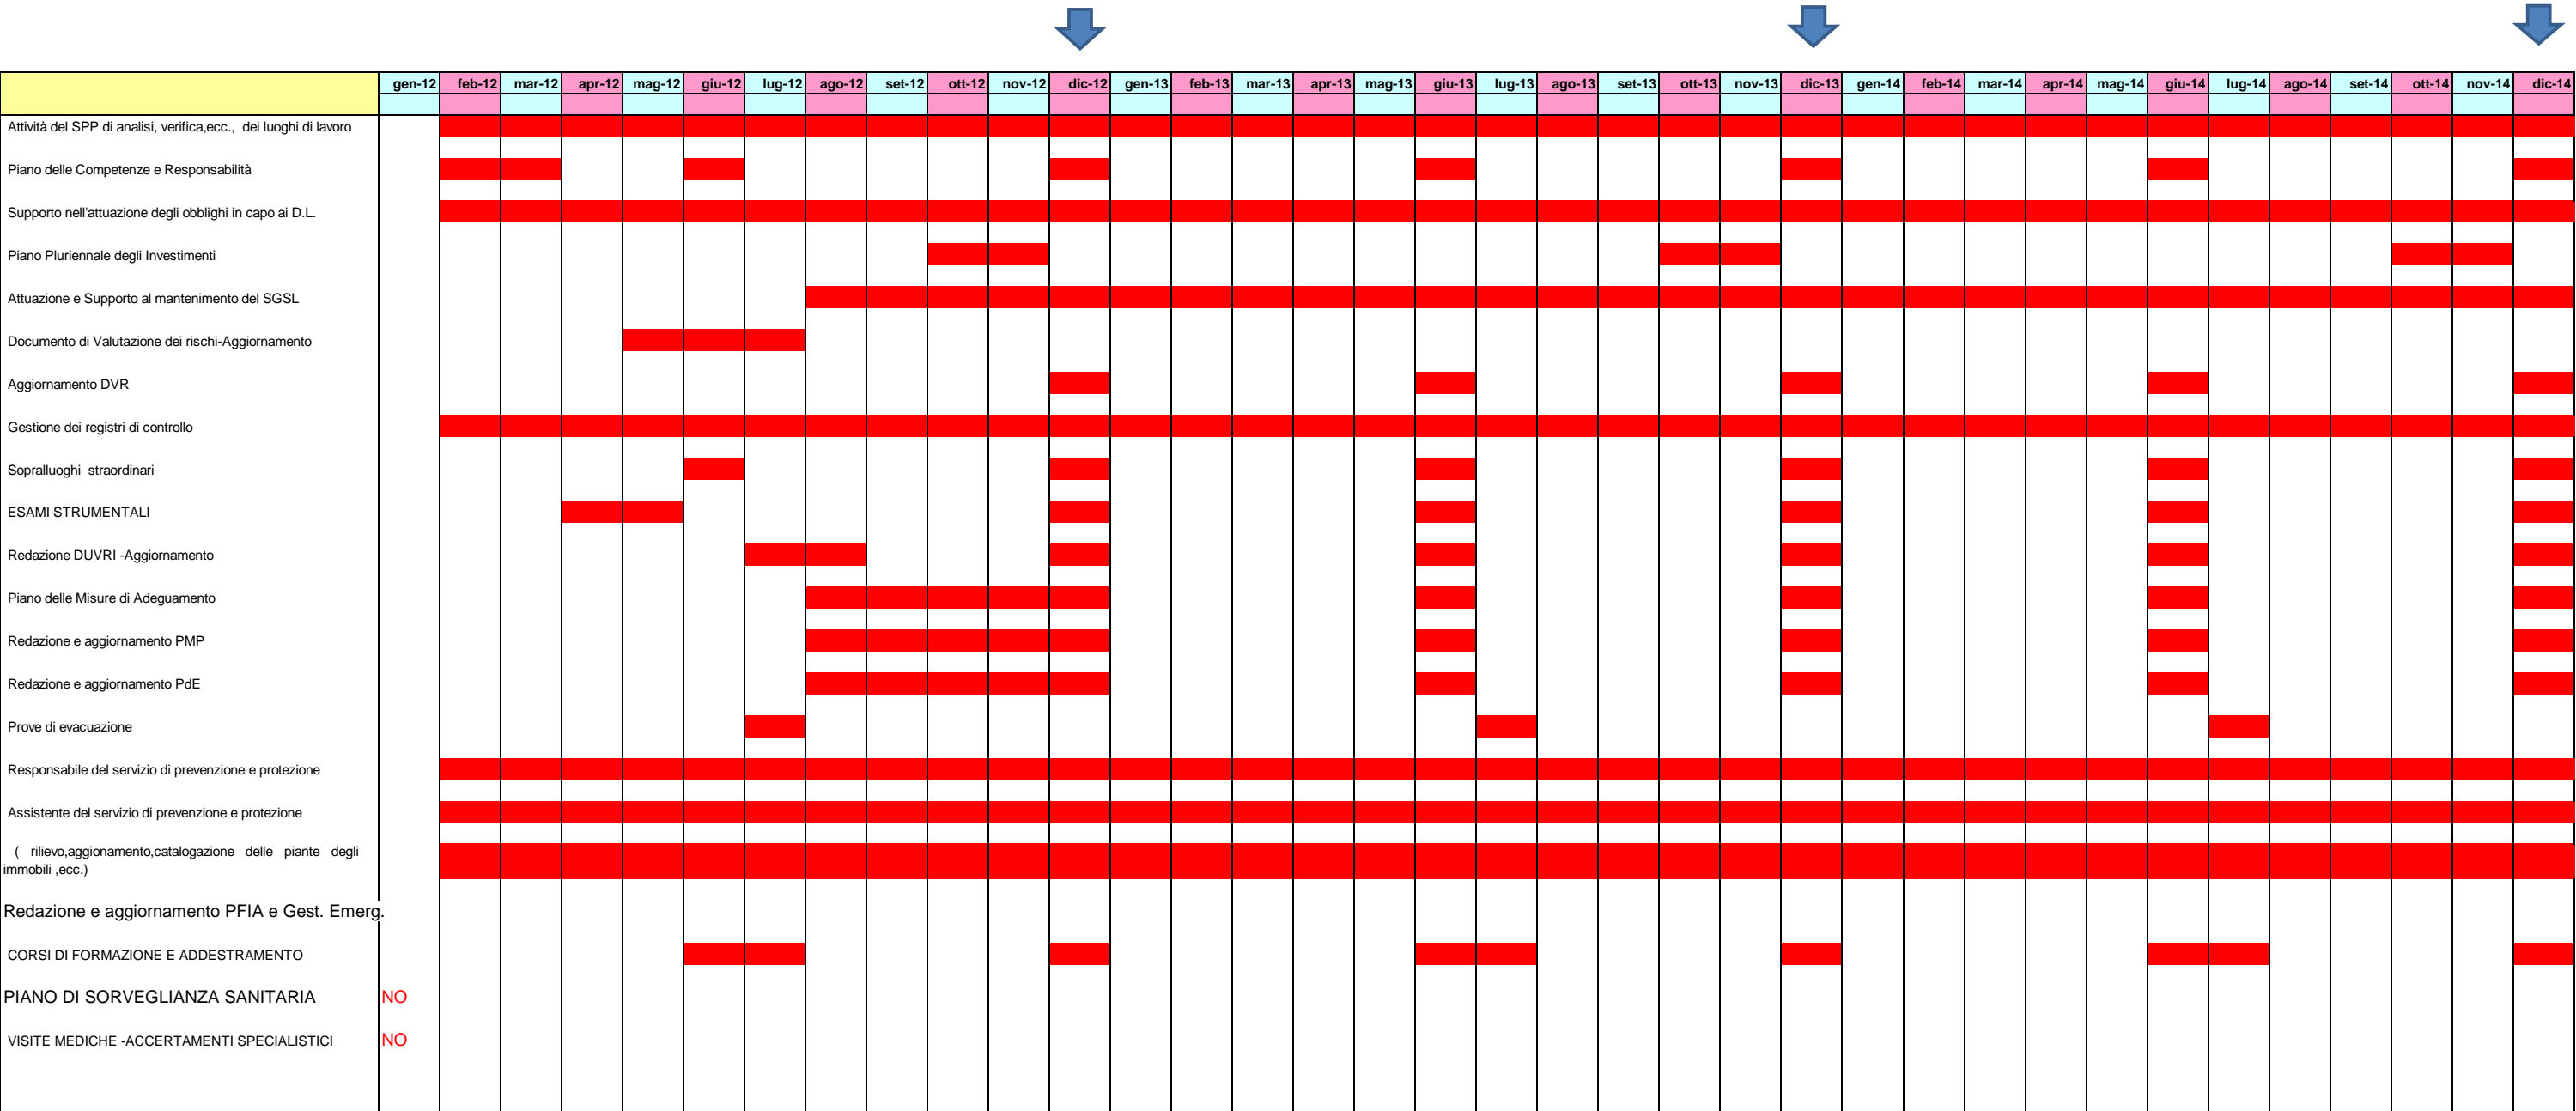 gen-12 feb-12 mar-12 apr-12 mag-12 giu-12 lug-12 ago-12 set-12 ott-12 nov-12 dic-12 gen-13 feb-13 mar-13 apr-13 mag-13 giu-13 lug-13 ago-13 set-13 ott-13 nov-13 dic-13 gen-14 feb-14 mar-14 apr-14 mag-14 giu-14 lug-14 ago-14 set-14 ott-14 nov-14 dic-14
Attività del SPP di analisi, verifica,ecc., dei luoghi di lavoro
Piano delle Competenze e Responsabilità
Supporto nell'attuazione degli obblighi in capo ai D.L.
Piano Pluriennale degli Investimenti
Attuazione e Supporto al mantenimento del SGSL
Documento di Valutazione dei rischi-Aggiornamento
Aggiornamento DVR
Gestione dei registri di controllo
Sopralluoghi straordinari
ESAMI STRUMENTALI
Redazione DUVRI -Aggiornamento
Piano delle Misure di Adeguamento
Redazione e aggiornamento PMP
Redazione e aggiornamento PdE
Prove di evacuazione
Responsabile del servizio di prevenzione e protezione
Assistente del servizio di prevenzione e protezione
( rilievo,aggionamento,catalogazione delle piante degli
immobili ,ecc.)
Redazione e aggiornamento PFIA e Gest. Emerg.
CORSI DI FORMAZIONE E ADDESTRAMENTO
PIANO DI SORVEGLIANZA SANITARIA NO
VISITE MEDICHE -ACCERTAMENTI SPECIALISTICI NO